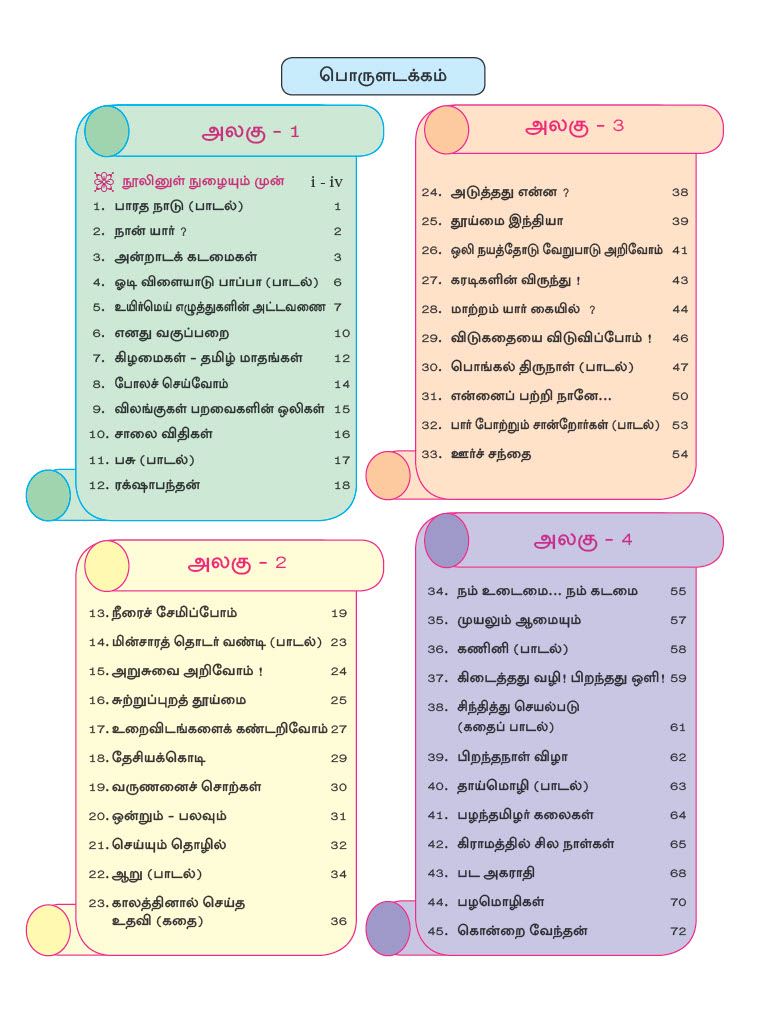 பொருளடக்கம்
அலகு - 1
நூலினுள் நுழையும் முன் i - iv
1. பாரத நாடு (பாடல்) 1
2. நான் யார் ? 2
3. அன்றாடக் கடமைகள் 3
4. ஓடி விளையாடு பாப்பா (பாடல்) 6
5. உயிர்மெய் எழுத்துகளின் அட்டவணை 7
6. எனது வகுப்பறை 10
7. கிழமைகள் - தமிழ் மாதங்கள் 12
8. போலச் செய்வோம் 14
9. விலங்குகள் பறவைகளின் ஒலிகள் 15
10. சாலை விதிகள் 16
11. பசு (பாடல்) 17
12. ரக்‌ஷாபந்தன் 18
அலகு - 2
13. நீரைச் சேமிப்போம் 19
14. மின்சாரத் தொடர் வண்டி (பாடல்) 23
15. அறுசுவை அறிவோம் ! 24
16. சுற்றுப்புறத் தூய்மை 25
17. உறைவிடங்களைக் கண்டறிவோம் 27
18. தேசியக்கொடி 29
19. வருணனைச் சொற்கள் 30
20. ஒன்றும் - பலவும் 31
21. செய்யும் தொழில் 32
22. ஆறு (பாடல்) 34
23. காலத்தினால் செய்த
உதவி (கதை) 36
அலகு - 3
24. அடுத்தது என்ன ? 38
25. தூய்மை இந்தியா 39
26. ஒலி நயத்தோடு வேறுபாடு அறிவோம் 41
27. கரடிகளின் விருந்து ! 43
28. மாற்றம் யார் கையில் ? 44
29. விடுகதையை விடுவிப்போம் ! 46
30. பொங்கல் திருநாள் (பாடல்) 47
31. என்னைப் பற்றி நானே... 50
32. பார் போற்றும் சான்றோர்கள் (பாடல்) 53
33. ஊர்ச் சந்தை 54
அலகு - 4
34. நம் உடைமை... நம் கடமை 55
35. முயலும் ஆமையும் 57
36. கணினி (பாடல்) 58
37. கிடைத்தது வழி! பிறந்தது ஒளி! 59
38. சிந்தித்து செயல்படு
(கதைப் பாடல்) 61
39. பிறந்தநாள் விழா 62
40. தாய்மொழி (பாடல்) 63
41. பழந்தமிழர் கலைகள் 64
42. கிராமத்தில் சில நாள்கள் 65
43. பட அகராதி 68
44. பழமொழிகள் 70
45. கொன்றை வேந்தன் 72